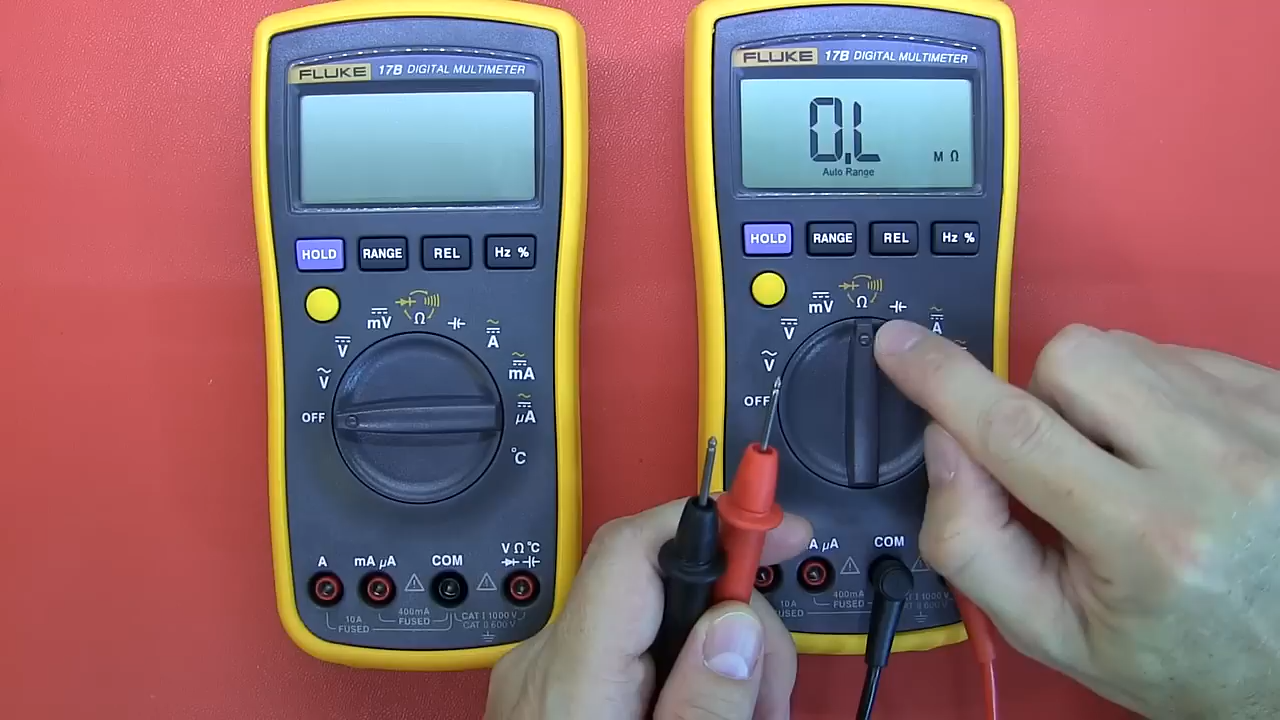 FLUKE 17B DIGITAL MULTIMETER
HOLD RANGE REL Hz %
mV Ω
V A
V mA
OFF µA
°C
A mA µA COM V Ω °C
10A FUSED
400mA FUSED
CAT I 1000 V
CAT II 600 V
FLUKE 17B DIGITAL MULTIMETER
0.L MΩ
Auto Range
HOLD RANGE REL Hz %
mV Ω
V A
V
OFF
A µA COM
10A FUSED
400mA FUSED